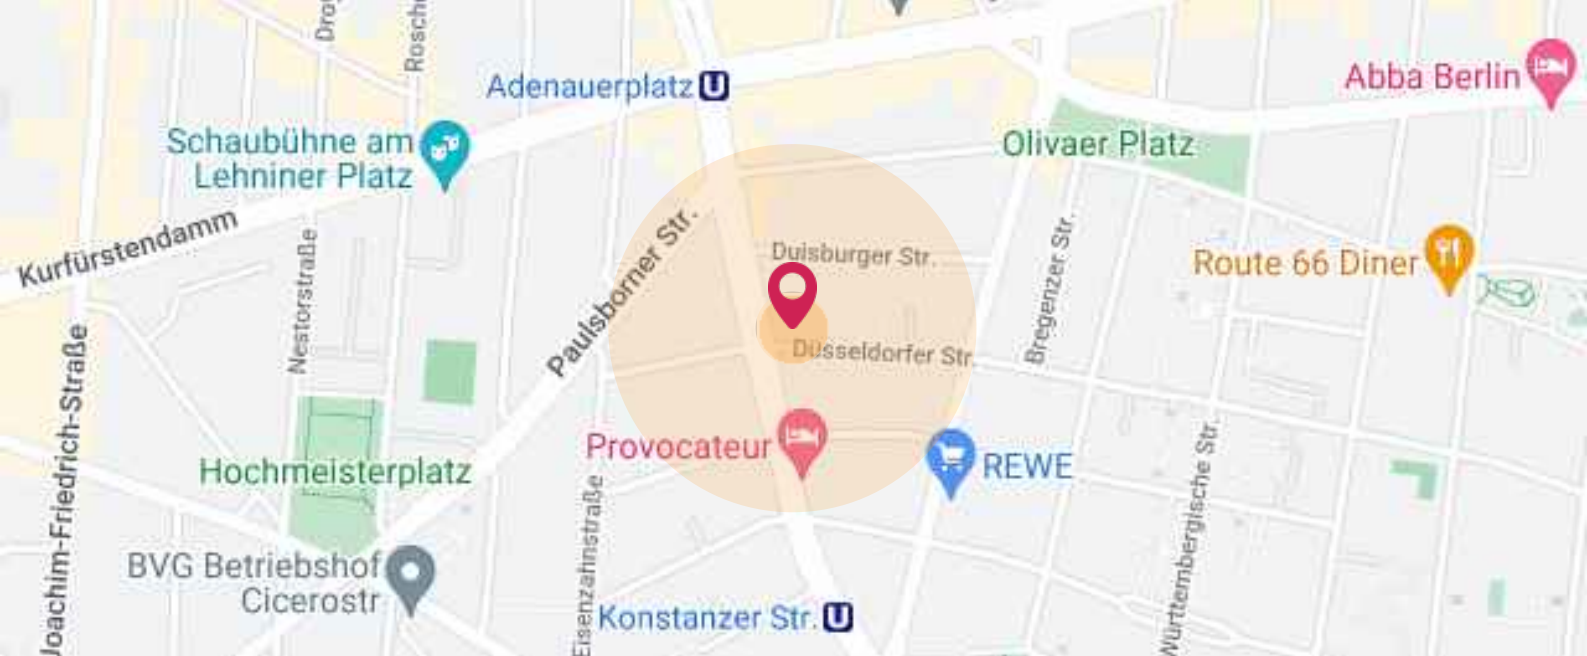 Adenauerplatz U
Abba Berlin
Schaubühne am
Lehniner Platz
Olivaer Platz
Kurfürstendamm
Nestorstraße
Paulsborner Str.
Duisburger Str.
Bregenzer Str.
Route 66 Diner
Düsseldorfer Str.
Joachim-Friedrich-Straße
Hochmeisterplatz
Provocateur
REWE
Eisenzahnstraße
Württembergische Str.
BVG Betriebshof
Cicerostr
Konstanzer Str. U